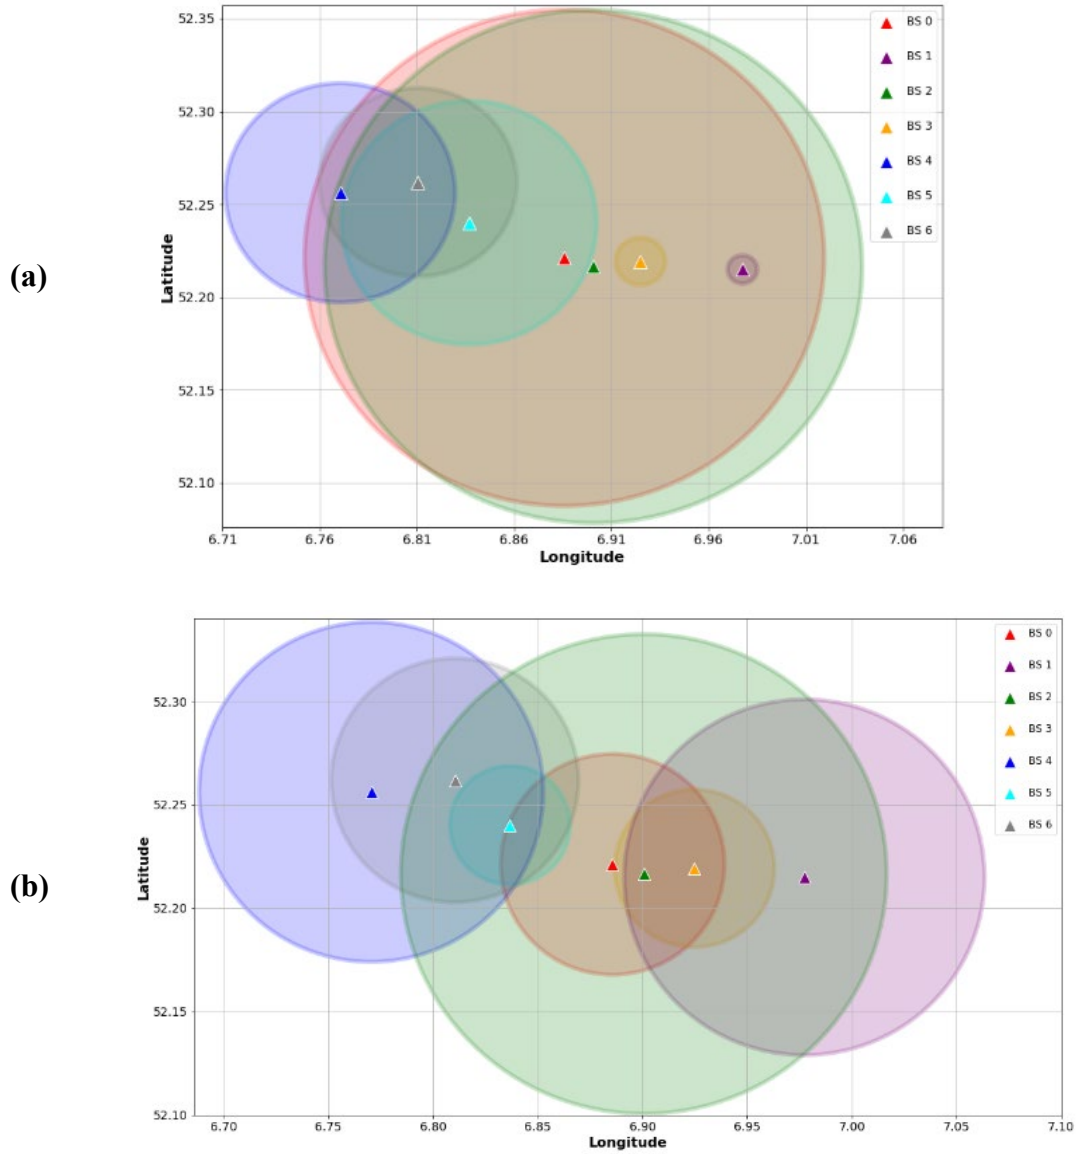 (a)
Latitude
52.35
52.30
52.25
52.20
52.15
52.10
6.71 6.76 6.81 6.86 6.91 6.96 7.01 7.06
Longitude
BS 0
BS 1
BS 2
BS 3
BS 4
BS 5
BS 6
(b)
Latitude
52.30
52.25
52.20
52.15
52.10
6.70 6.75 6.80 6.85 6.90 6.95 7.00 7.05 7.10
Longitude
BS 0
BS 1
BS 2
BS 3
BS 4
BS 5
BS 6